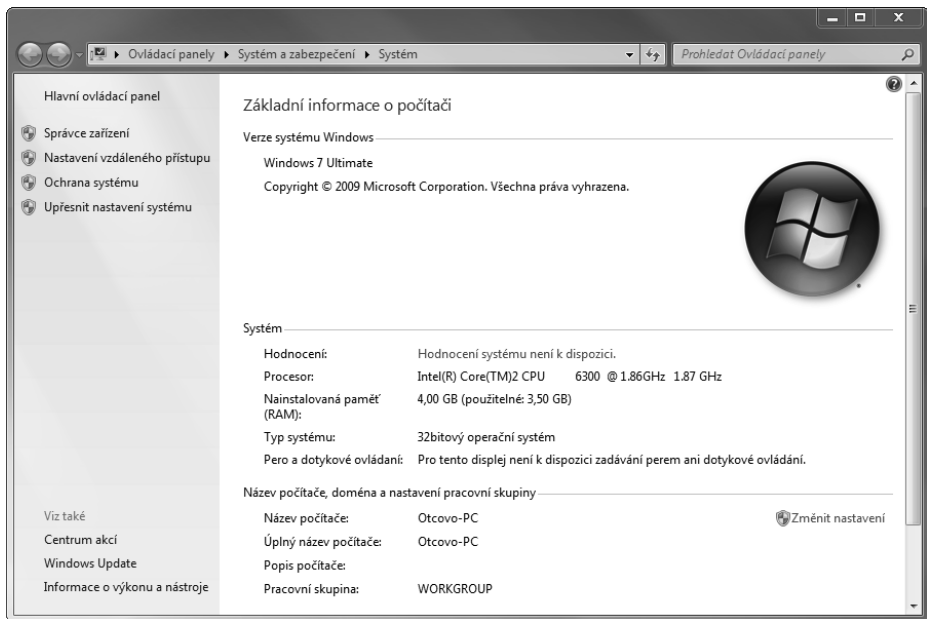 Ovládací panely ▸ Systém a zabezpečení ▸ Systém
Prohledat Ovládací panely
Hlavní ovládací panel
Správce zařízení
Nastavení vzdáleného přístupu
Ochrana systému
Upřesnit nastavení systému
Viz také
Centrum akcí
Windows Update
Informace o výkonu a nástroje
Základní informace o počítači
Verze systému Windows
Windows 7 Ultimate
Copyright © 2009 Microsoft Corporation. Všechna práva vyhrazena.
Systém
Hodnocení: Hodnocení systému není k dispozici.
Procesor: Intel(R) Core(TM)2 CPU 6300 @ 1.86GHz 1.87 GHz
Nainstalovaná paměť 4,00 GB (použitelné: 3,50 GB)
(RAM):
Typ systému: 32bitový operační systém
Pero a dotykové ovládaní: Pro tento displej není k dispozici zadávání perem ani dotykové ovládání.
Název počítače, doména a nastavení pracovní skupiny
Název počítače: Otcovo-PC
Změnit nastavení
Úplný název počítače: Otcovo-PC
Popis počítače:
Pracovní skupina: WORKGROUP